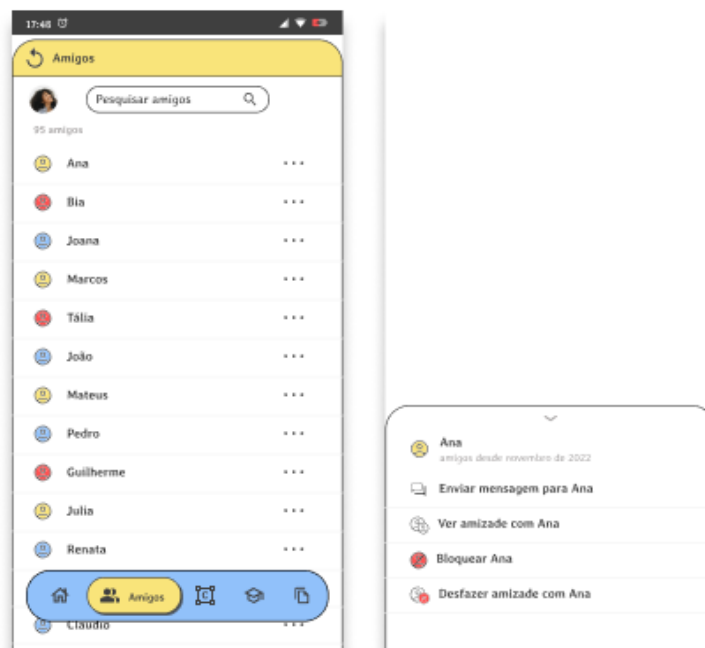 17:48
Amigos
Pesquisar amigos
95 amigos
Ana
Bia
Joana
Marcos
Tália
João
Mateus
Pedro
Guilherme
Julia
Renata
Amigos
C
Claudio
Ana
amigos desde novembro de 2022
Enviar mensagem para Ana
Ver amizade com Ana
Bloquear Ana
Desfazer amizade com Ana